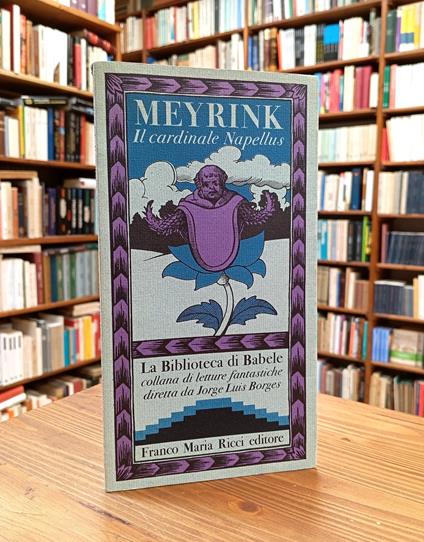 MEYRINK
Il cardinale Napellus
La Biblioteca di Babele
collana di letture fantastiche
diretta da Jorge Luis Borges
Franco Maria Ricci editore